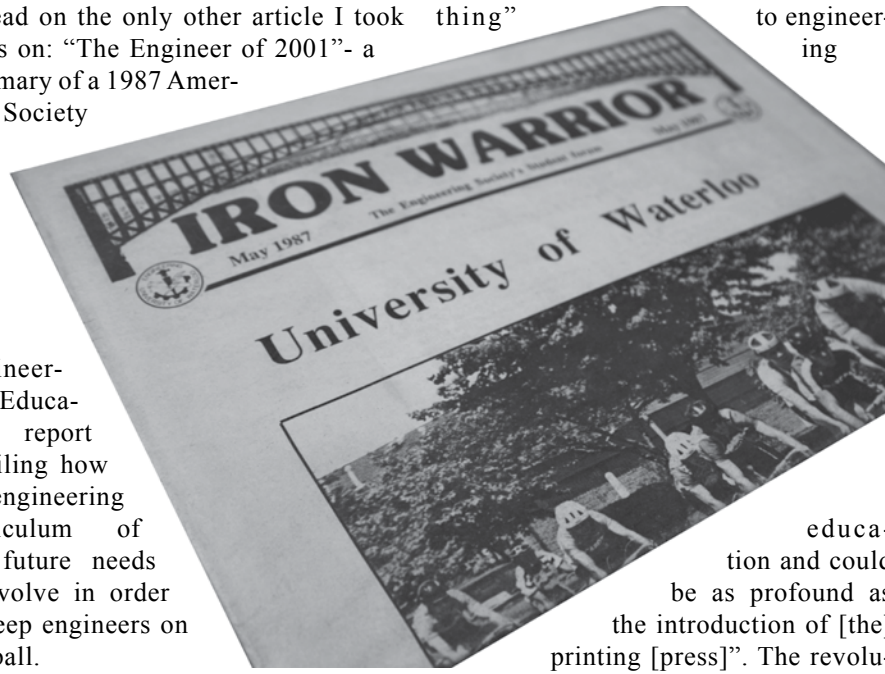 ead on the only other article I took
s on: “The Engineer of 2001”- a
mary of a 1987 Amer-
Society
IRON WARRIOR
The Engineering Society's Student Forum
May 1987
May 1987
University of Waterloo
neer-
Educa-
report
iling how
engineering
culum of
future needs
volve in order
eep engineers on
ball.
thing”
to engineer-
ing
educa-
tion and could
be as profound as
the introduction of [the]
printing [press]”. The revolu-